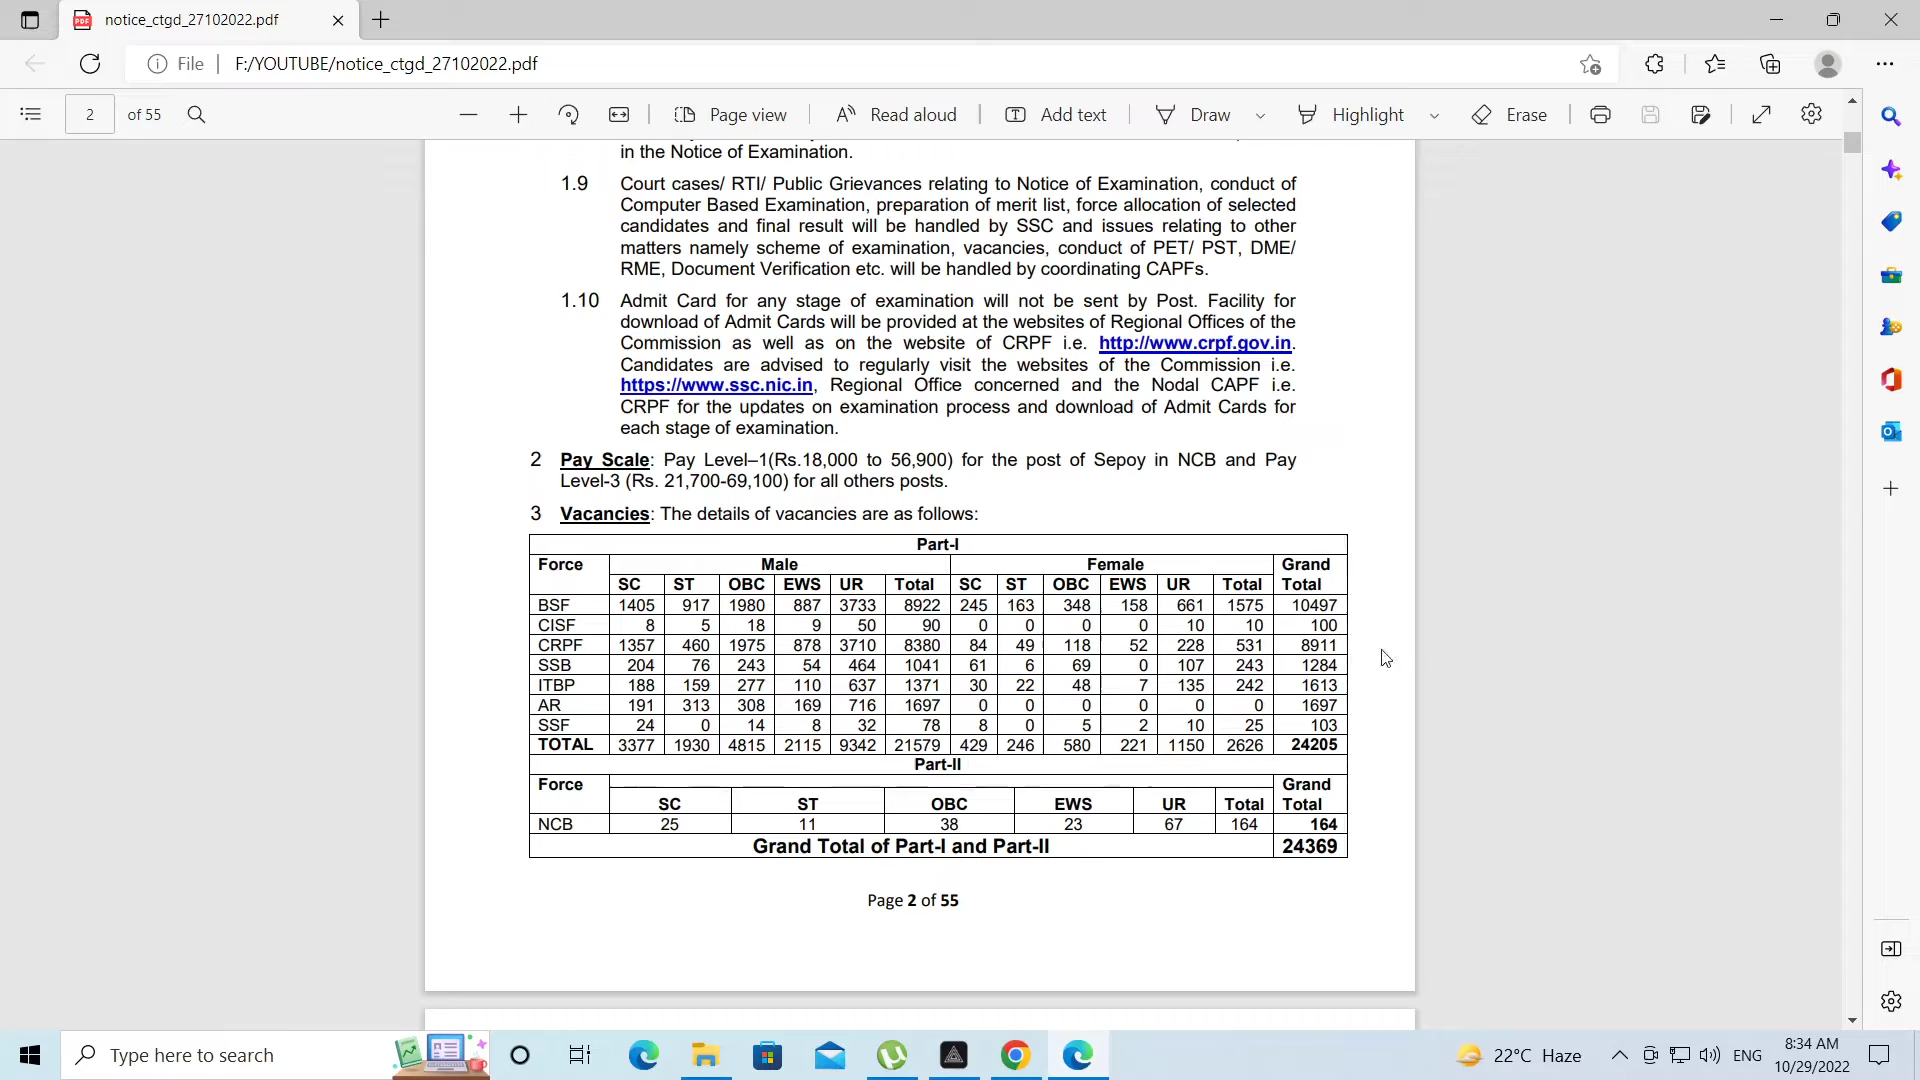 notice_ctgd_27102022.pdf
File | F:/YOUTUBE/notice_ctgd_27102022.pdf
2 of 55 Page view Read aloud Add text Draw Highlight Erase
in the Notice of Examination.
1.9 Court cases/ RTI/ Public Grievances relating to Notice of Examination, conduct of
Computer Based Examination, preparation of merit list, force allocation of selected
candidates and final result will be handled by SSC and issues relating to other
matters namely scheme of examination, vacancies, conduct of PET/ PST, DME/
RME, Document Verification etc. will be handled by coordinating CAPFs.
1.10 Admit Card for any stage of examination will not be sent by Post. Facility for
download of Admit Cards will be provided at the websites of Regional Offices of the
Commission as well as on the website of CRPF i.e. http://www.crpf.gov.in.
Candidates are advised to regularly visit the websites of the Commission i.e.
https://www.ssc.nic.in, Regional Office concerned and the Nodal CAPF i.e.
CRPF for the updates on examination process and download of Admit Cards for
each stage of examination.
2 Pay Scale: Pay Level–1(Rs.18,000 to 56,900) for the post of Sepoy in NCB and Pay
Level-3 (Rs. 21,700-69,100) for all others posts.
3 Vacancies: The details of vacancies are as follows:
Part-I
Force Male Female Grand
SC ST OBC EWS UR Total SC ST OBC EWS UR Total Total
BSF 1405 917 1980 887 3733 8922 245 163 348 158 661 1575 10497
CISF 8 5 18 9 50 90 0 0 0 0 10 10 100
CRPF 1357 460 1975 878 3710 8380 84 49 118 52 228 531 8911
SSB 204 76 243 54 464 1041 61 6 69 0 107 243 1284
ITBP 188 159 277 110 637 1371 30 22 48 7 135 242 1613
AR 191 313 308 169 716 1697 0 0 0 0 0 0 1697
SSF 24 0 14 8 32 78 8 0 5 2 10 25 103
TOTAL 3377 1930 4815 2115 9342 21579 429 246 580 221 1150 2626 24205
Part-II
Force Grand
SC ST OBC EWS UR Total Total
NCB 25 11 38 23 67 164 164
Grand Total of Part-I and Part-II 24369
Page 2 of 55
Type here to search
22°C Haze
ENG
8:34 AM
10/29/2022